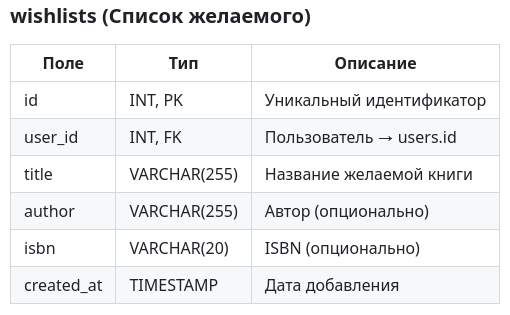 wishlists (Список желаемого)
Поле Тип Описание
id INT, PK Уникальный идентификатор
user_id INT, FK Пользователь → users.id
title VARCHAR(255) Название желаемой книги
author VARCHAR(255) Автор (опционально)
isbn VARCHAR(20) ISBN (опционально)
created_at TIMESTAMP Дата добавления